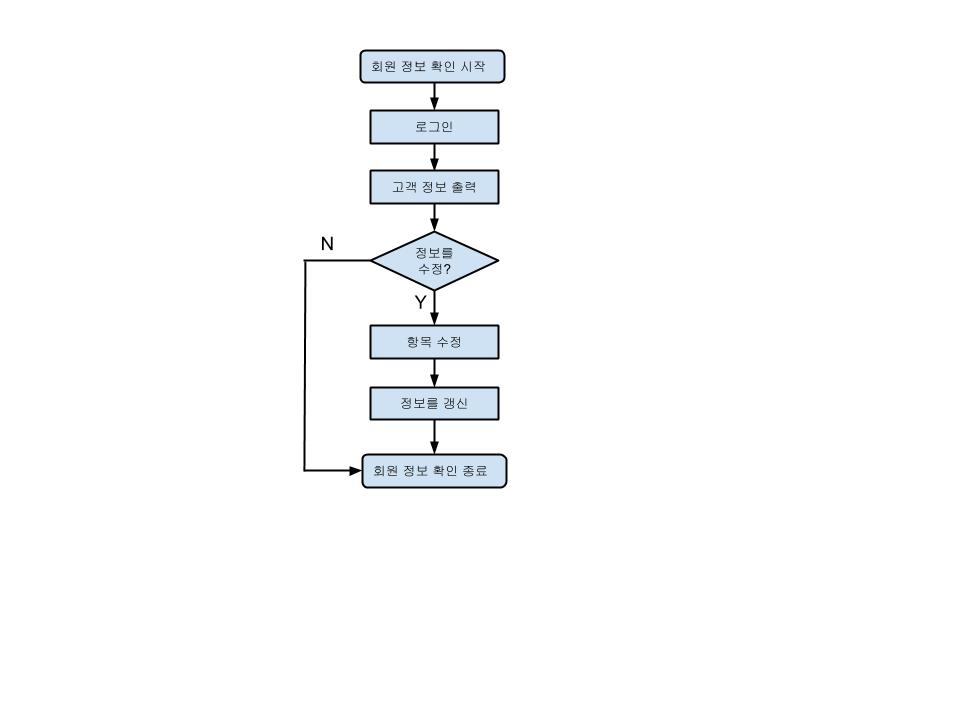 회원 정보 확인 시작
로그인
고객 정보 출력
정보를
수정?
N
Y
항목 수정
정보를 갱신
회원 정보 확인 종료